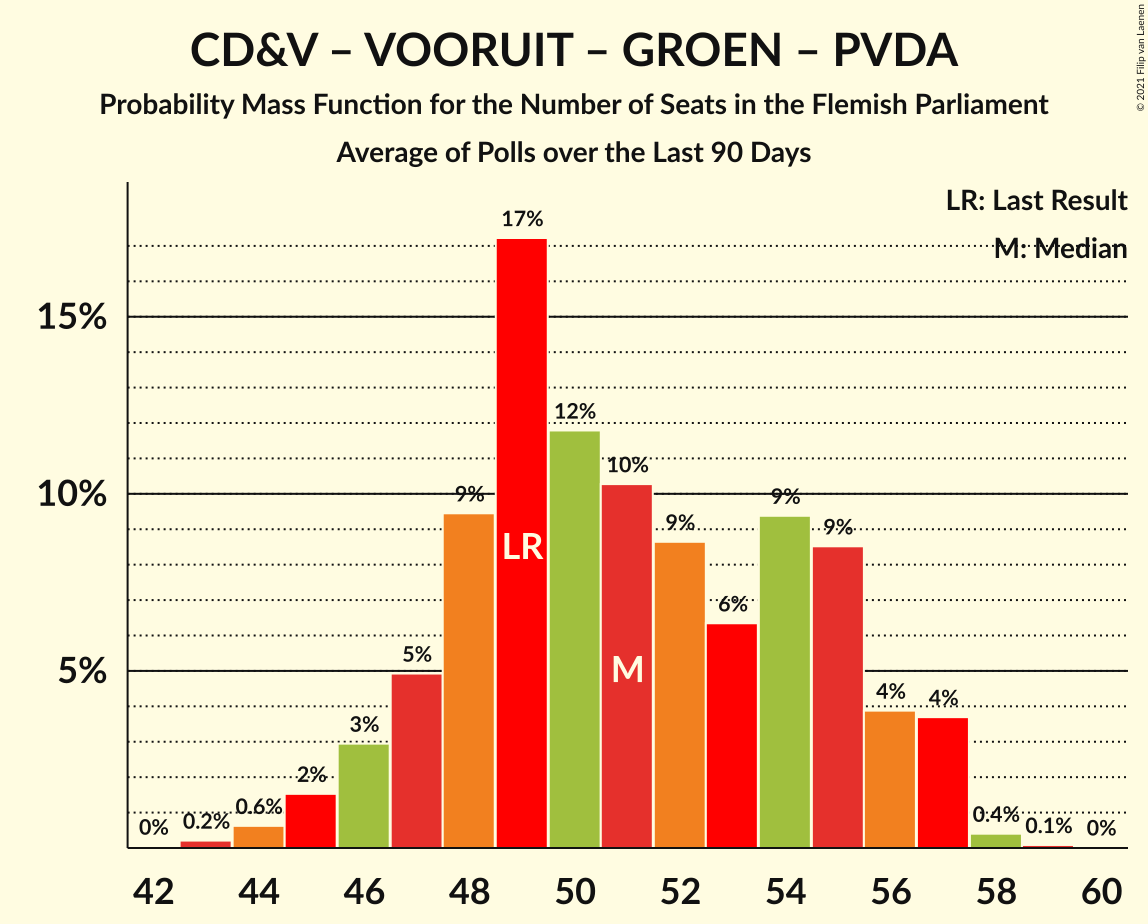 CD&V – VOORUIT – GROEN – PVDA
Probability Mass Function for the Number of Seats in the Flemish Parliament
Average of Polls over the Last 90 Days
© 2021 Filip van Laenen
LR: Last Result
M: Median
15%
10%
5%
0%
0.2%
0.6%
2%
3%
5%
9%
17%
12%
10%
9%
6%
9%
9%
4%
4%
0.4%
0.1%
0%
LR
M
42 44 46 48 50 52 54 56 58 60